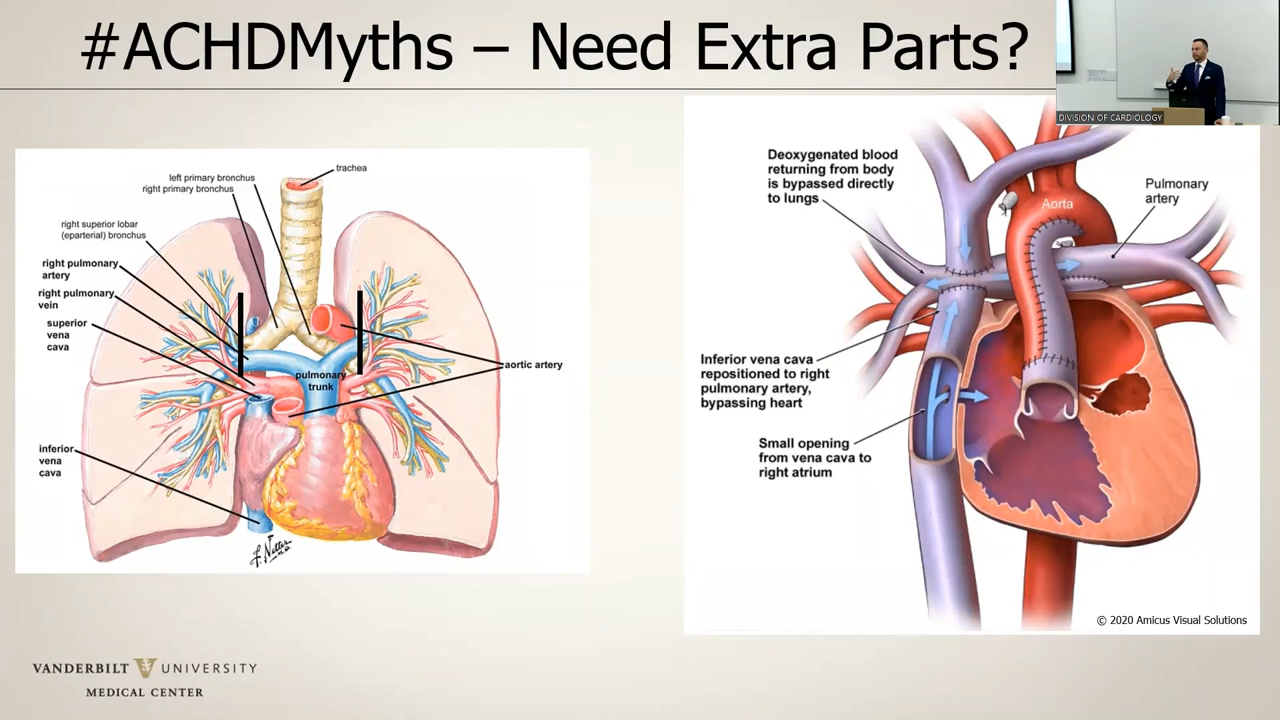 #ACHDMyths – Need Extra Parts?
DIVISION OF CARDIOLOGY
trachea
left primary bronchus
right primary bronchus
right superior lobar
(eparterial) bronchus
right pulmonary
artery
right pulmonary
vein
superior
vena
cava
pulmonary
trunk
aortic artery
inferior
vena
cava
F. Netter
M.D.
Deoxygenated blood
returning from body
is bypassed directly
to lungs
Aorta
Pulmonary
artery
Inferior vena cava
repositioned to right
pulmonary artery,
bypassing heart
Small opening
from vena cava to
right atrium
© 2020 Amicus Visual Solutions
VANDERBILT V UNIVERSITY
MEDICAL CENTER